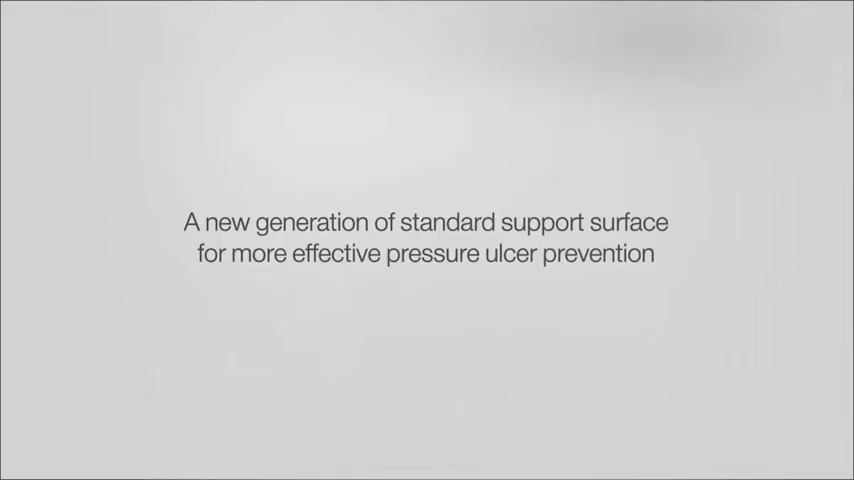 A new generation of standard support surface
for more effective pressure ulcer prevention